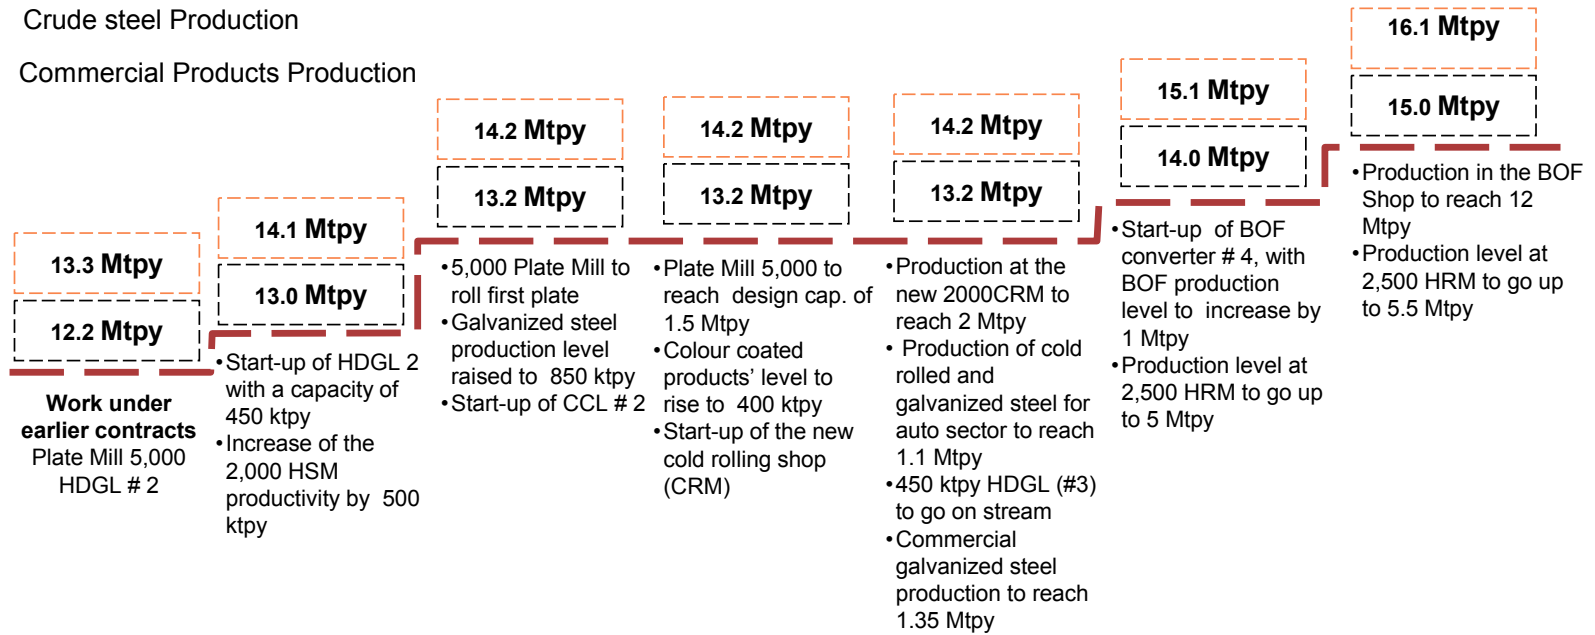 Crude steel Production
Commercial Products Production
13.3 Mtpy
12.2 Mtpy
Work under
earlier contracts
Plate Mill 5,000
HDGL # 2
14.1 Mtpy
13.0 Mtpy
•Start-up of HDGL 2
with a capacity of
450 ktpy
•Increase of the
2,000 HSM
productivity by 500
ktpy
14.2 Mtpy
13.2 Mtpy
•5,000 Plate Mill to
roll first plate
•Galvanized steel
production level
raised to 850 ktpy
•Start-up of CCL # 2
14.2 Mtpy
13.2 Mtpy
•Plate Mill 5,000 to
reach design cap. of
1.5 Mtpy
•Colour coated
products’ level to
rise to 400 ktpy
•Start-up of the new
cold rolling shop
(CRM)
14.2 Mtpy
13.2 Mtpy
•Production at the
new 2000CRM to
reach 2 Mtpy
• Production of cold
rolled and
galvanized steel for
auto sector to reach
1.1 Mtpy
•450 ktpy HDGL (#3)
to go on stream
•Commercial
galvanized steel
production to reach
1.35 Mtpy
15.1 Mtpy
14.0 Mtpy
•Start-up of BOF
converter # 4, with
BOF production
level to increase by
1 Mtpy
•Production level at
2,500 HRM to go up
to 5 Mtpy
16.1 Mtpy
15.0 Mtpy
•Production in the BOF
Shop to reach 12
Mtpy
•Production level at
2,500 HRM to go up
to 5.5 Mtpy